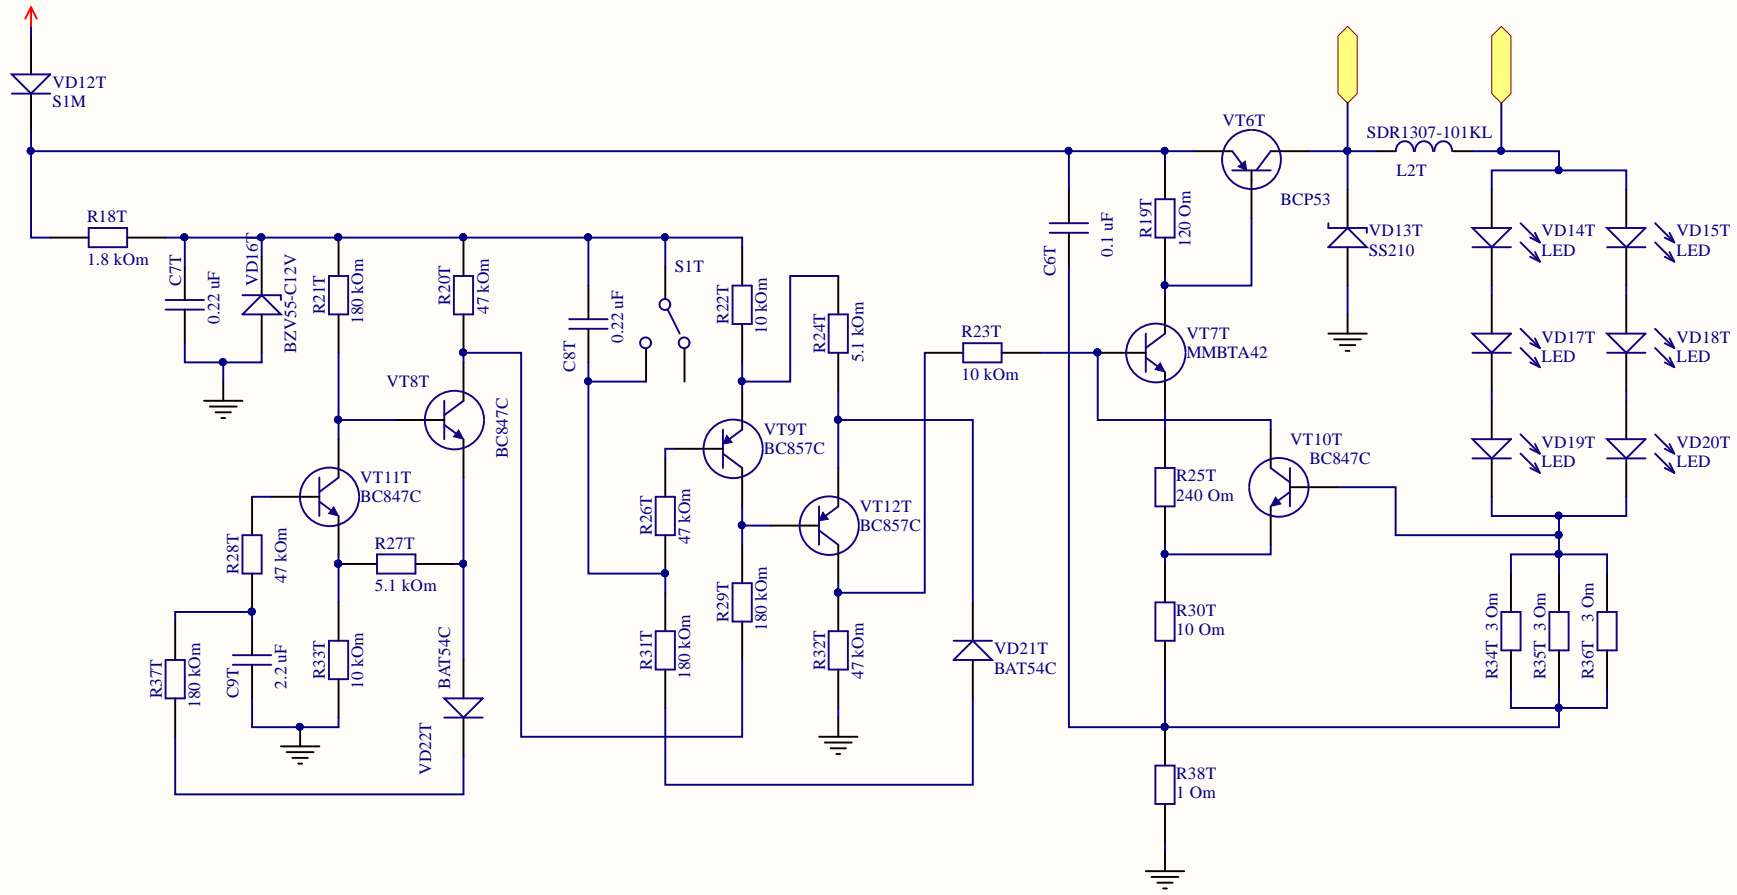 VD12T
S1M
VT6T
SDR1307-101KL
L2T
BCP53
R18T
1.8 kOm
C7T
0.22 uF
VD16T
BZV55-C12V
R21T
180 kOm
R20T
47 kOm
C8T
0.22 uF
S1T
R22T
10 kOm
R24T
5.1 kOm
C6T
0.1 uF
R19T
120 Om
VD13T
SS210
VD14T
LED
VD15T
LED
R23T
10 kOm
VT7T
MMBTA42
VD17T
LED
VD18T
LED
VT8T
BC847C
VT9T
BC857C
VT10T
BC847C
VD19T
LED
VD20T
LED
VT11T
BC847C
R25T
240 Om
R26T
47 kOm
VT12T
BC857C
R28T
47 kOm
R27T
5.1 kOm
R29T
180 kOm
R30T
10 Om
R34T 3 Om
R35T 3 Om
R36T 3 Om
R37T
180 kOm
C9T
2.2 uF
R33T
10 kOm
BAT54C
VD22T
R31T
180 kOm
R32T
47 kOm
VD21T
BAT54C
R38T
1 Om